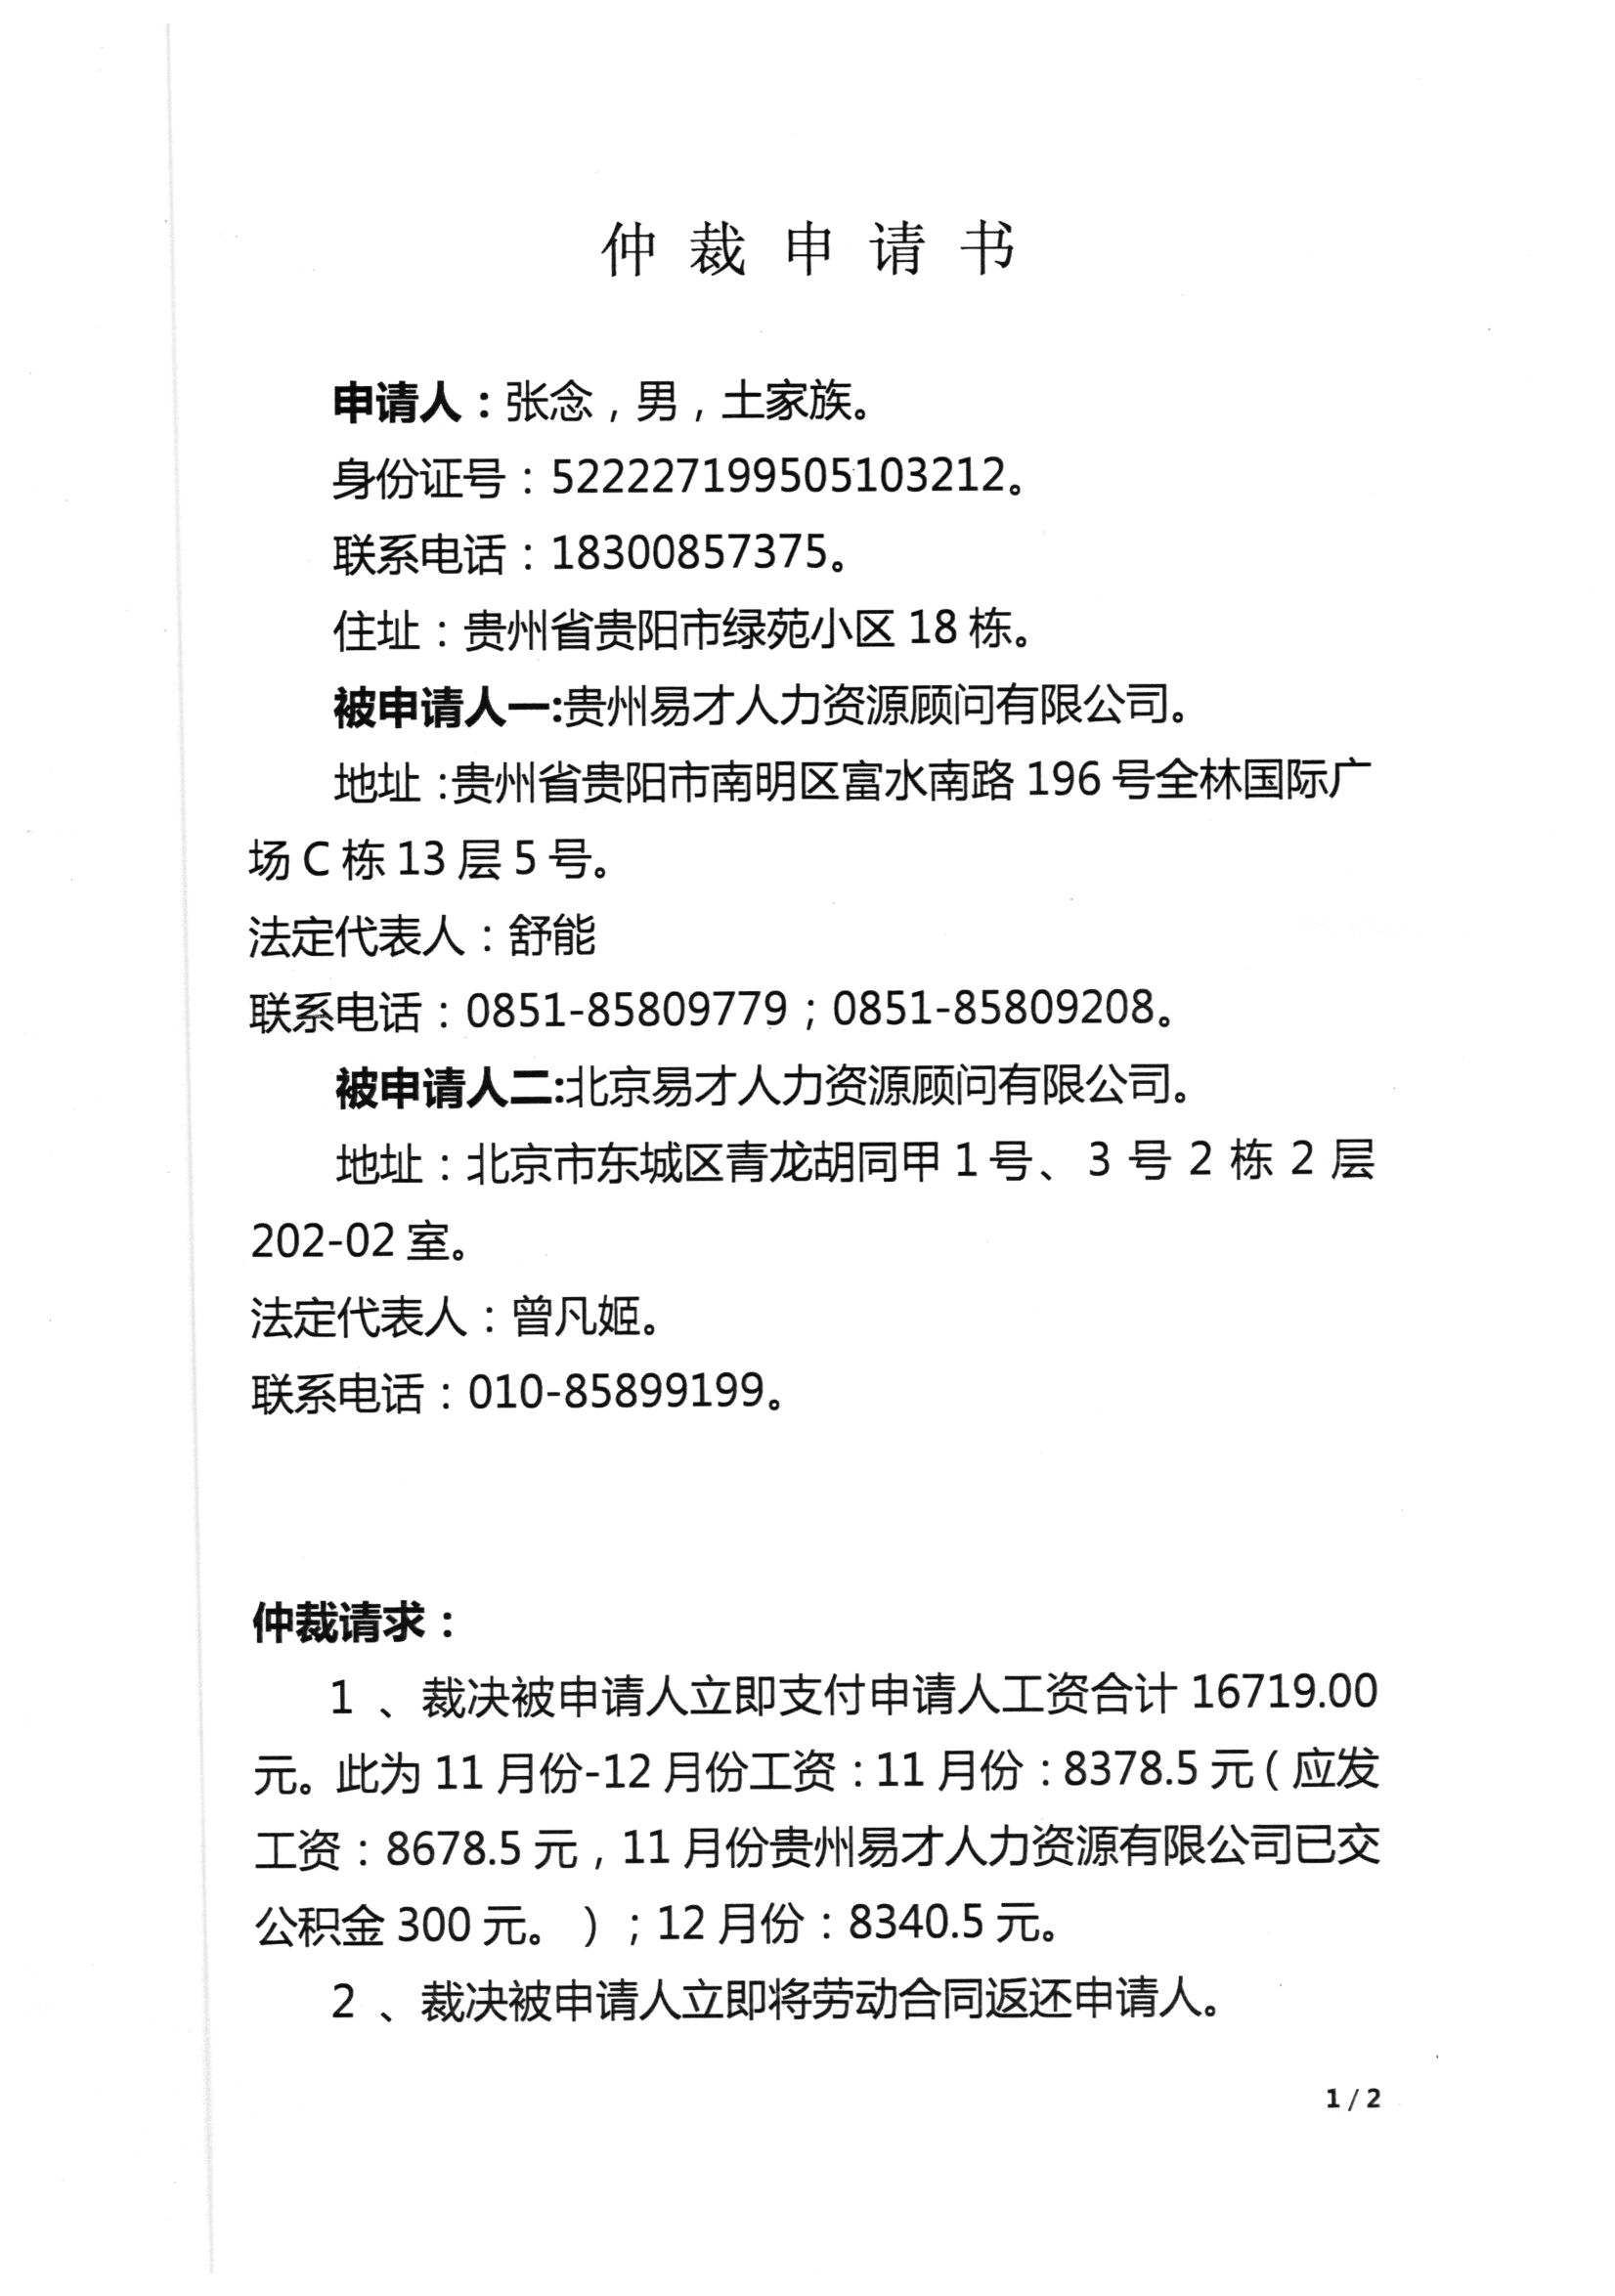 仲裁申请书
申请人：张念，男，土家族。
身份证号：522227199505103212。
联系电话：18300857375。
住址：贵州省贵阳市绿苑小区 18 栋。
被申请人一:贵州易才人力资源顾问有限公司。
地址：贵州省贵阳市南明区富水南路 196 号全林国际广
场 C 栋 13 层 5 号。
法定代表人：舒能
联系电话：0851-85809779；0851-85809208。
被申请人二:北京易才人力资源顾问有限公司。
地址：北京市东城区青龙胡同甲 1 号、3 号 2 栋 2 层
202-02 室。
法定代表人：曾凡姬。
联系电话：010-85899199。
仲裁请求：
1 、裁决被申请人立即支付申请人工资合计 16719.00
元。此为 11 月份-12 月份工资：11 月份：8378.5 元（应发
工资：8678.5 元，11 月份贵州易才人力资源有限公司已交
公积金 300 元。）；12 月份：8340.5 元。
2 、裁决被申请人立即将劳动合同返还申请人。
1 / 2